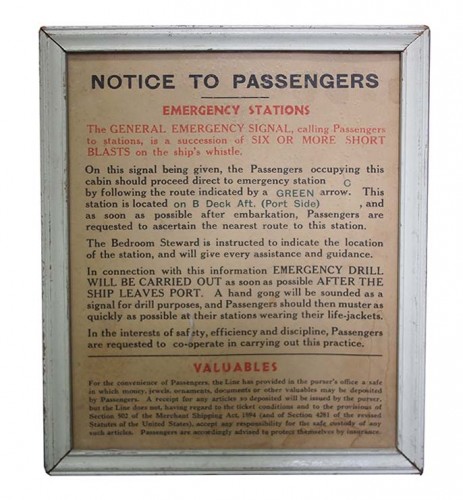 NOTICE TO PASSENGERS
EMERGENCY STATIONS
The GENERAL EMERGENCY SIGNAL, calling Passengers
to stations, is a succession of SIX OR MORE SHORT
BLASTS on the ship's whistle.
On this signal being given, the Passengers occupying this
cabin should proceed direct to emergency station C
by following the route indicated by a GREEN arrow. This
station is located on B Deck Aft. (Port Side) , and
as soon as possible after embarkation, Passengers are
requested to ascertain the nearest route to this station.
The Bedroom Steward is instructed to indicate the location
of the station, and will give every assistance and guidance.
In connection with this information EMERGENCY DRILL
WILL BE CARRIED OUT as soon as possible AFTER THE
SHIP LEAVES PORT. A hand gong will be sounded as a
signal for drill purposes, and Passengers should then muster as
quickly as possible at their stations wearing their life-jackets.
In the interests of safety, efficiency and discipline, Passengers
are requested to co-operate in carrying out this practice.
VALUABLES
For the convenience of Passengers, the Line has provided in the purser's office a safe
in which money, jewels, ornaments, documents or other valuables may be deposited
by Passengers. A receipt for any articles so deposited will be issued by the purser,
but the Line does not, having regard to the ticket conditions and to the provisions of
Section 502 of the Merchant Shipping Act, 1894 (and of Section 4281 of the revised
Statutes of the United States), accept any responsibility for the safe custody of any
such articles. Passengers are accordingly advised to protect themselves by insurance.